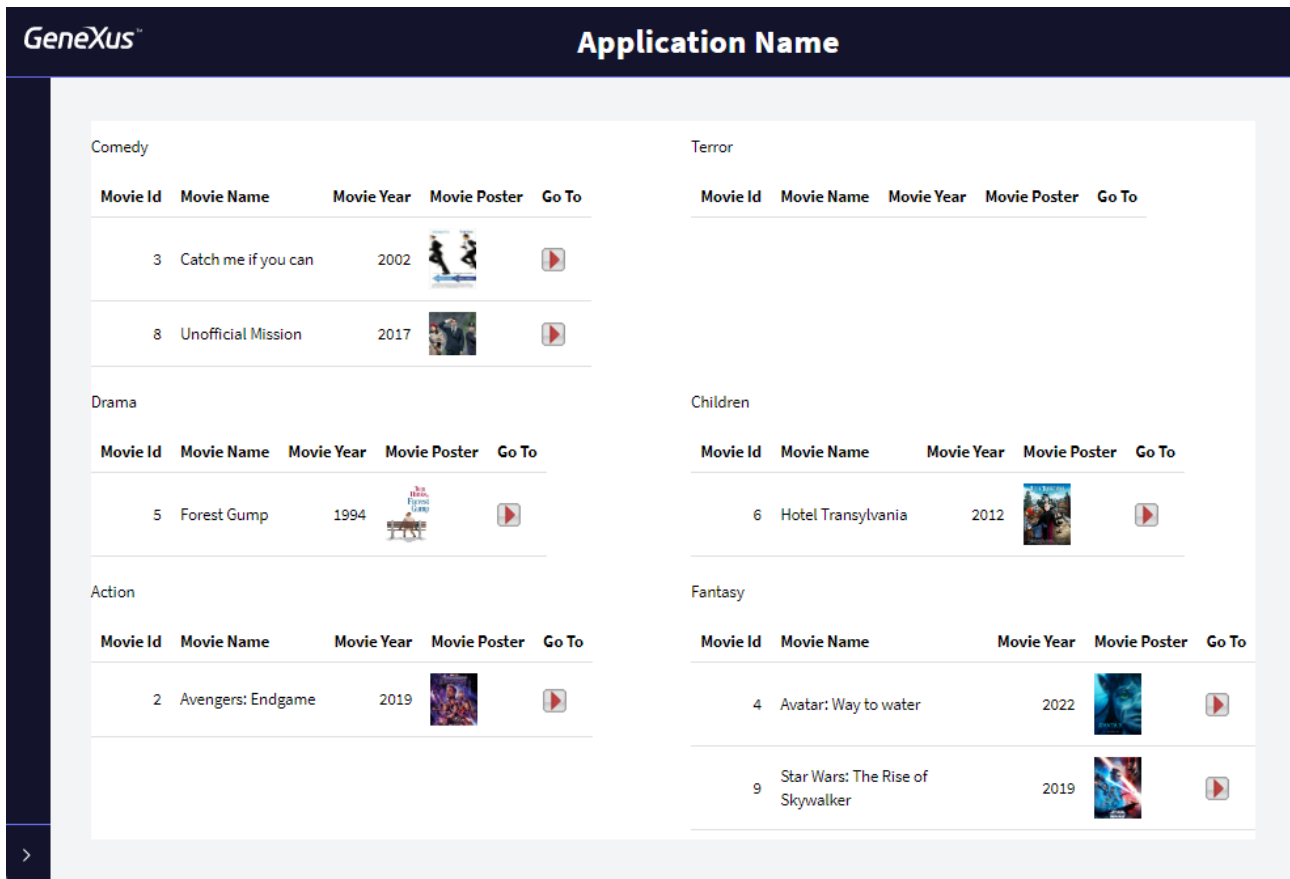 GeneXus™
Application Name
Comedy
Movie Id Movie Name Movie Year Movie Poster Go To
3 Catch me if you can 2002
8 Unofficial Mission 2017
Terror
Movie Id Movie Name Movie Year Movie Poster Go To
Drama
Movie Id Movie Name Movie Year Movie Poster Go To
5 Forest Gump 1994
Tom
Hanks,
Forrest
Gump
Children
Movie Id Movie Name Movie Year Movie Poster Go To
6 Hotel Transylvania 2012
Action
Movie Id Movie Name Movie Year Movie Poster Go To
2 Avengers: Endgame 2019
Fantasy
Movie Id Movie Name Movie Year Movie Poster Go To
4 Avatar: Way to water 2022
9 Star Wars: The Rise of
Skywalker 2019